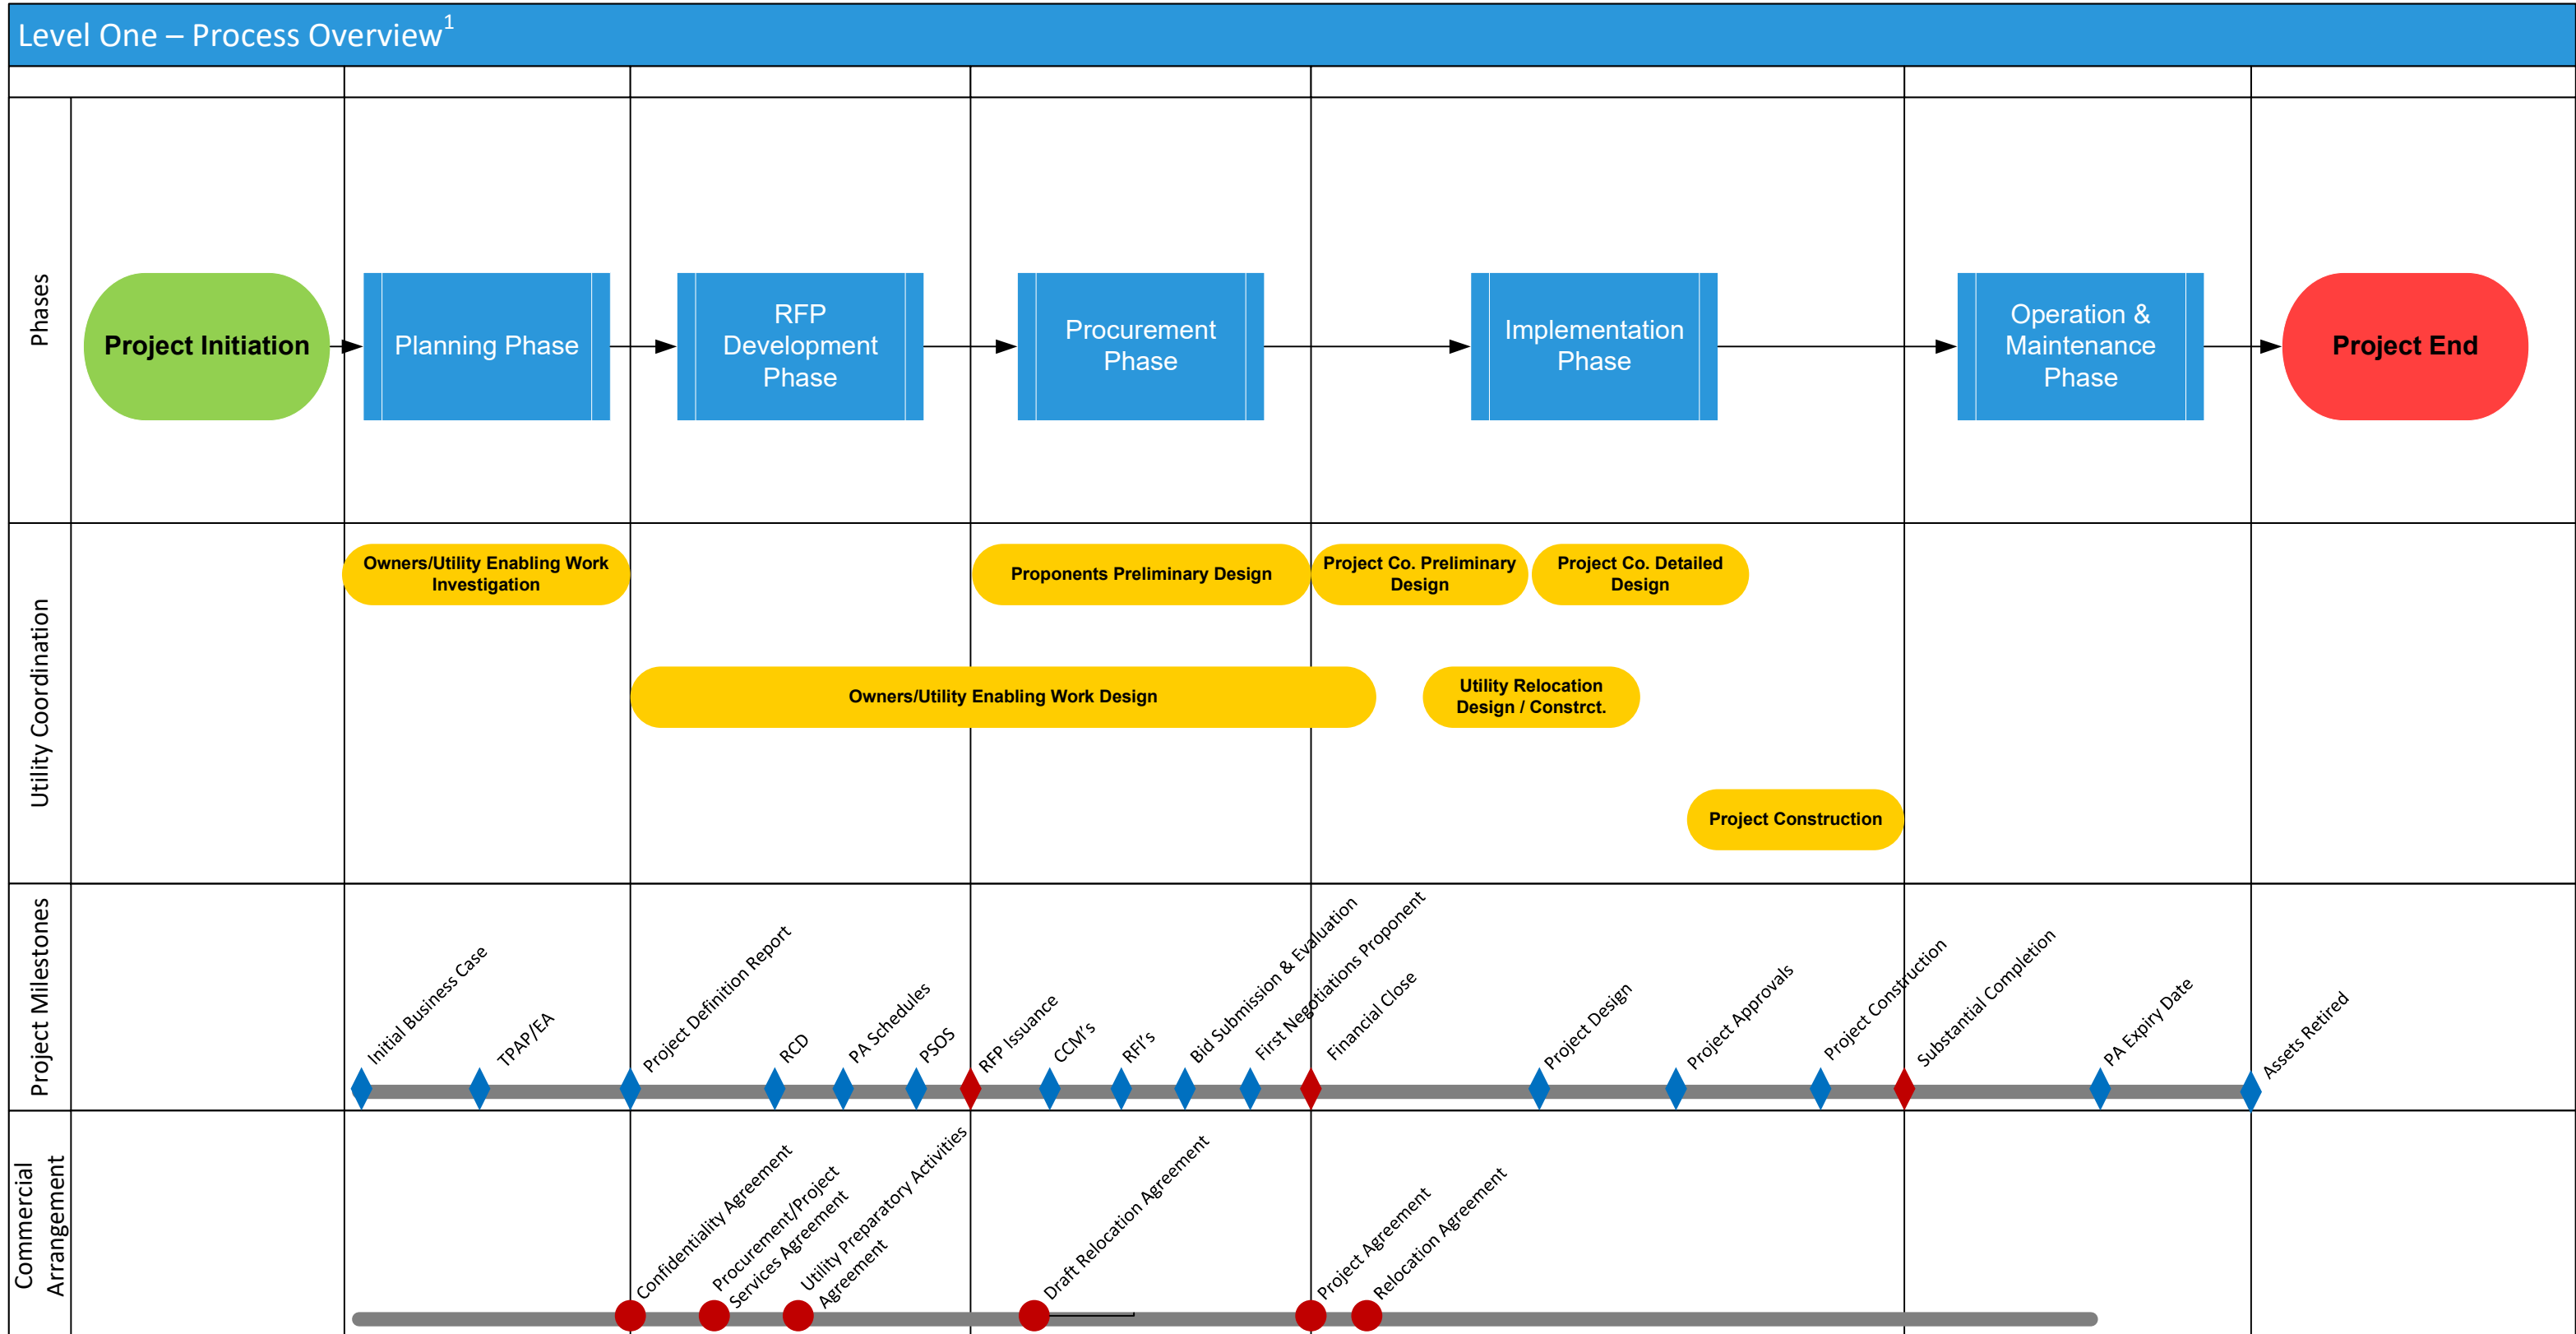 Level One – Process Overview1
Phases
Project Initiation
Planning Phase
RFP
Development
Phase
Procurement
Phase
Implementation
Phase
Operation &
Maintenance
Phase
Project End
Utility Coordination
Owners/Utility Enabling Work
Investigation
Proponents Preliminary Design
Project Co. Preliminary
Design
Project Co. Detailed
Design
Owners/Utility Enabling Work Design
Utility Relocation
Design / Constrct.
Project Construction
Project Milestones
Initial Business Case
TPAP/EA
Project Definition Report
RCD
PA Schedules
PSOS
RFP Issuance
CCM's
RFI's
Bid Submission & Evaluation
First Negotiations Proponent
Financial Close
Project Design
Project Approvals
Project Construction
Substantial Completion
PA Expiry Date
Assets Retired
Commercial
Arrangement
Confidentiality Agreement
Procurement/Project
Services Agreement
Utility Preparatory Activities
Agreement
Draft Relocation Agreement
Project Agreement
Relocation Agreement